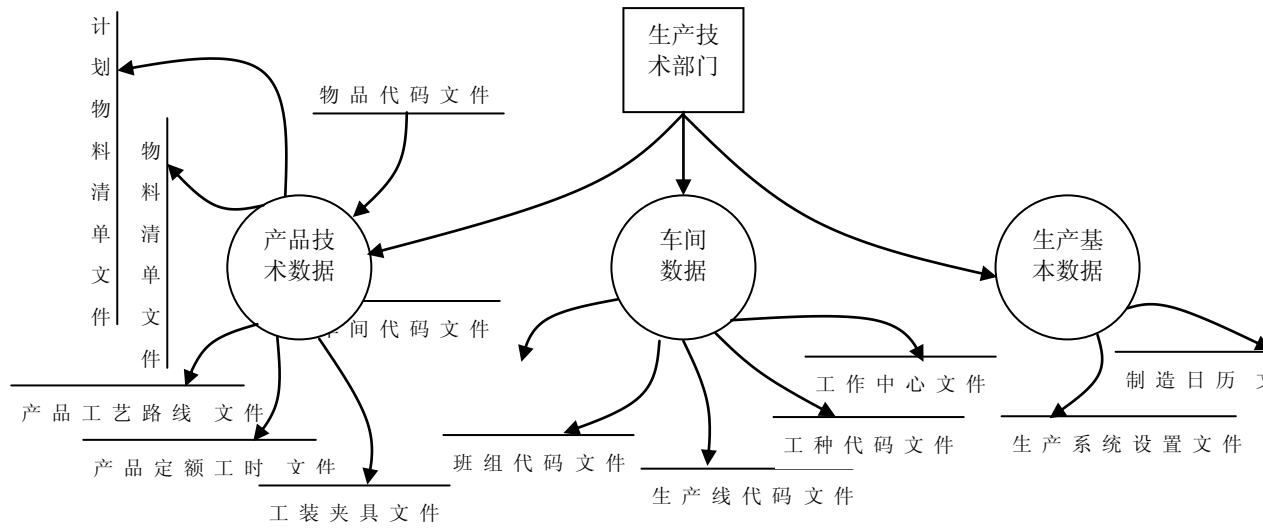 计划物料清单文件
物料清单文件
物品代码文件
生产技
术部门
产品技
术数据
车间
数据
生产基
本数据
间代码文件
产品工艺路线 文件
产品定额工时 文件
工装夹具文件
班组代码文件
生产线代码文件
工种代码文件
工作中心文件
生产系统设置文件
制造日历 文